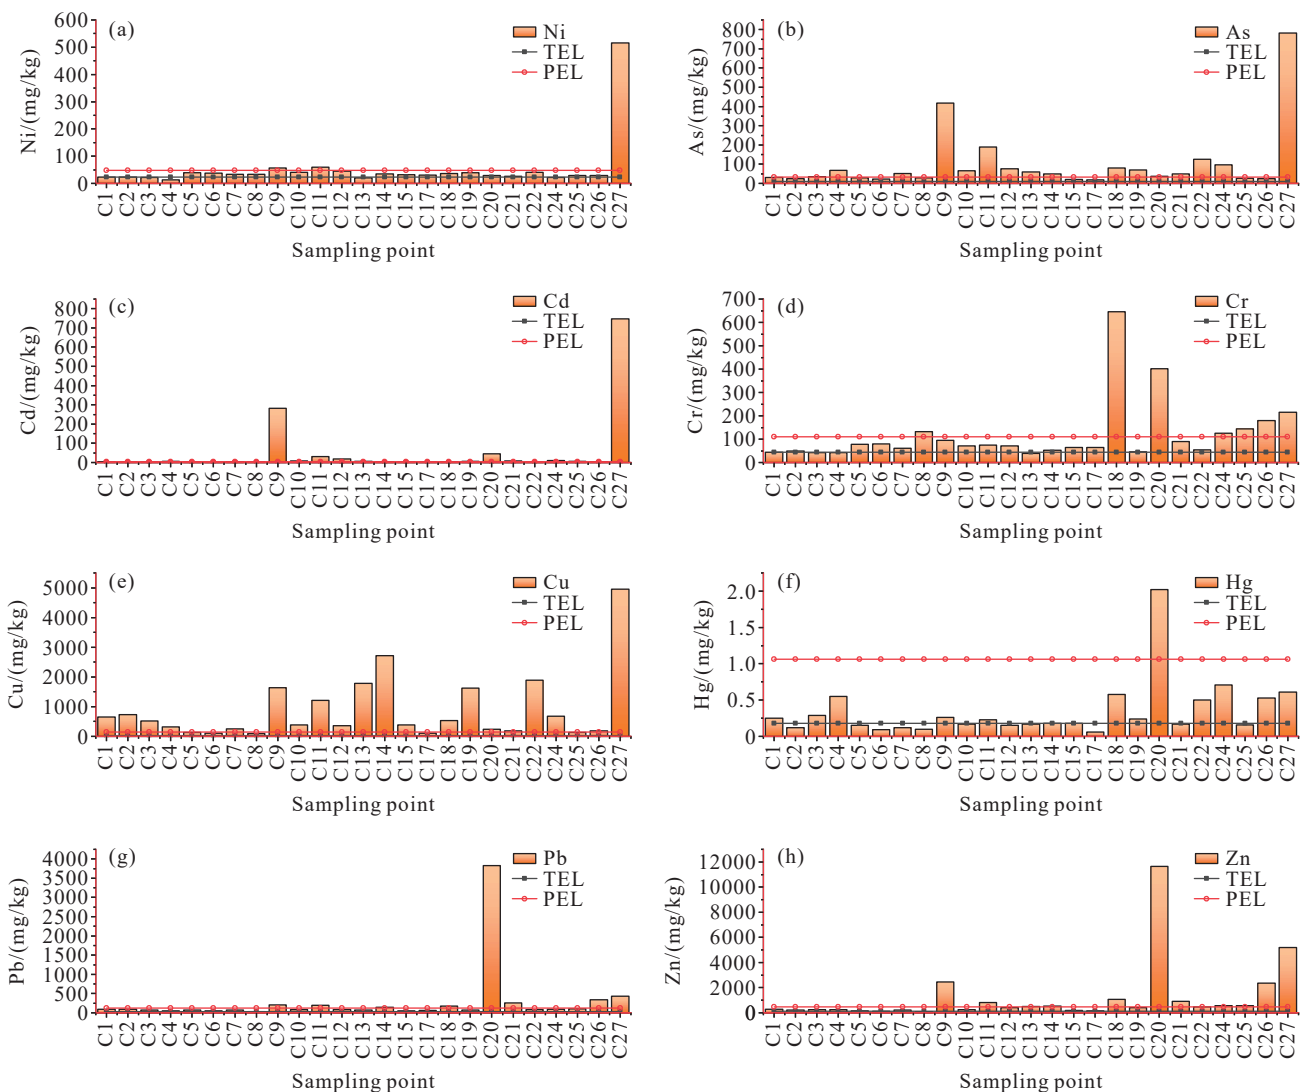 (a)
Ni
TEL
PEL
Ni/(mg/kg)
600
500
400
300
200
100
0
C1 C2 C3 C4 C5 C6 C7 C8 C9 C10 C11 C12 C13 C14 C15 C17 C18 C19 C20 C21 C22 C24 C25 C26 C27
Sampling point
(b)
As
TEL
PEL
As/(mg/kg)
800
700
600
500
400
300
200
100
0
C1 C2 C3 C4 C5 C6 C7 C8 C9 C10 C11 C12 C13 C14 C15 C17 C18 C19 C20 C21 C22 C24 C25 C26 C27
Sampling point
(c)
Cd
TEL
PEL
Cd/(mg/kg)
800
700
600
500
400
300
200
100
0
C1 C2 C3 C4 C5 C6 C7 C8 C9 C10 C11 C12 C13 C14 C15 C17 C18 C19 C20 C21 C22 C24 C25 C26 C27
Sampling point
(d)
Cr
TEL
PEL
Cr/(mg/kg)
700
600
500
400
300
200
100
0
C1 C2 C3 C4 C5 C6 C7 C8 C9 C10 C11 C12 C13 C14 C15 C17 C18 C19 C20 C21 C22 C24 C25 C26 C27
Sampling point
(e)
Cu
TEL
PEL
Cu/(mg/kg)
5000
4000
3000
2000
1000
0
C1 C2 C3 C4 C5 C6 C7 C8 C9 C10 C11 C12 C13 C14 C15 C17 C18 C19 C20 C21 C22 C24 C25 C26 C27
Sampling point
(f)
Hg
TEL
PEL
Hg/(mg/kg)
2.0
1.5
1.0
0.5
0
C1 C2 C3 C4 C5 C6 C7 C8 C9 C10 C11 C12 C13 C14 C15 C17 C18 C19 C20 C21 C22 C24 C25 C26 C27
Sampling point
(g)
Pb
TEL
PEL
Pb/(mg/kg)
4000
3500
3000
2500
2000
1500
1000
500
0
C1 C2 C3 C4 C5 C6 C7 C8 C9 C10 C11 C12 C13 C14 C15 C17 C18 C19 C20 C21 C22 C24 C25 C26 C27
Sampling point
(h)
Zn
TEL
PEL
Zn/(mg/kg)
12000
10000
8000
6000
4000
2000
0
C1 C2 C3 C4 C5 C6 C7 C8 C9 C10 C11 C12 C13 C14 C15 C17 C18 C19 C20 C21 C22 C24 C25 C26 C27
Sampling point